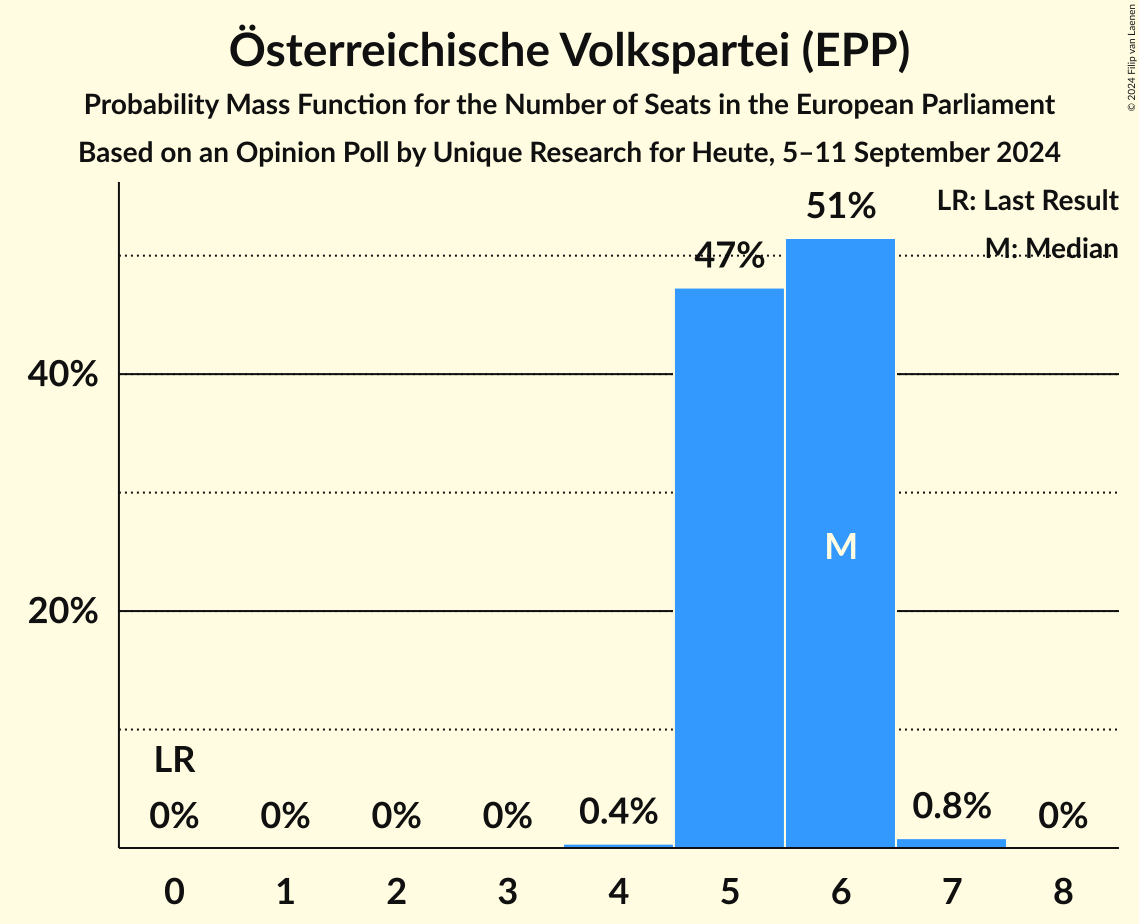 Österreichische Volkspartei (EPP)
Probability Mass Function for the Number of Seats in the European Parliament
Based on an Opinion Poll by Unique Research for Heute, 5–11 September 2024
© 2024 Filip van Laenen
LR: Last Result
M: Median
51%
47%
40%
M
20%
LR
0% 0% 0% 0% 0.4% 0.8% 0%
0 1 2 3 4 5 6 7 8